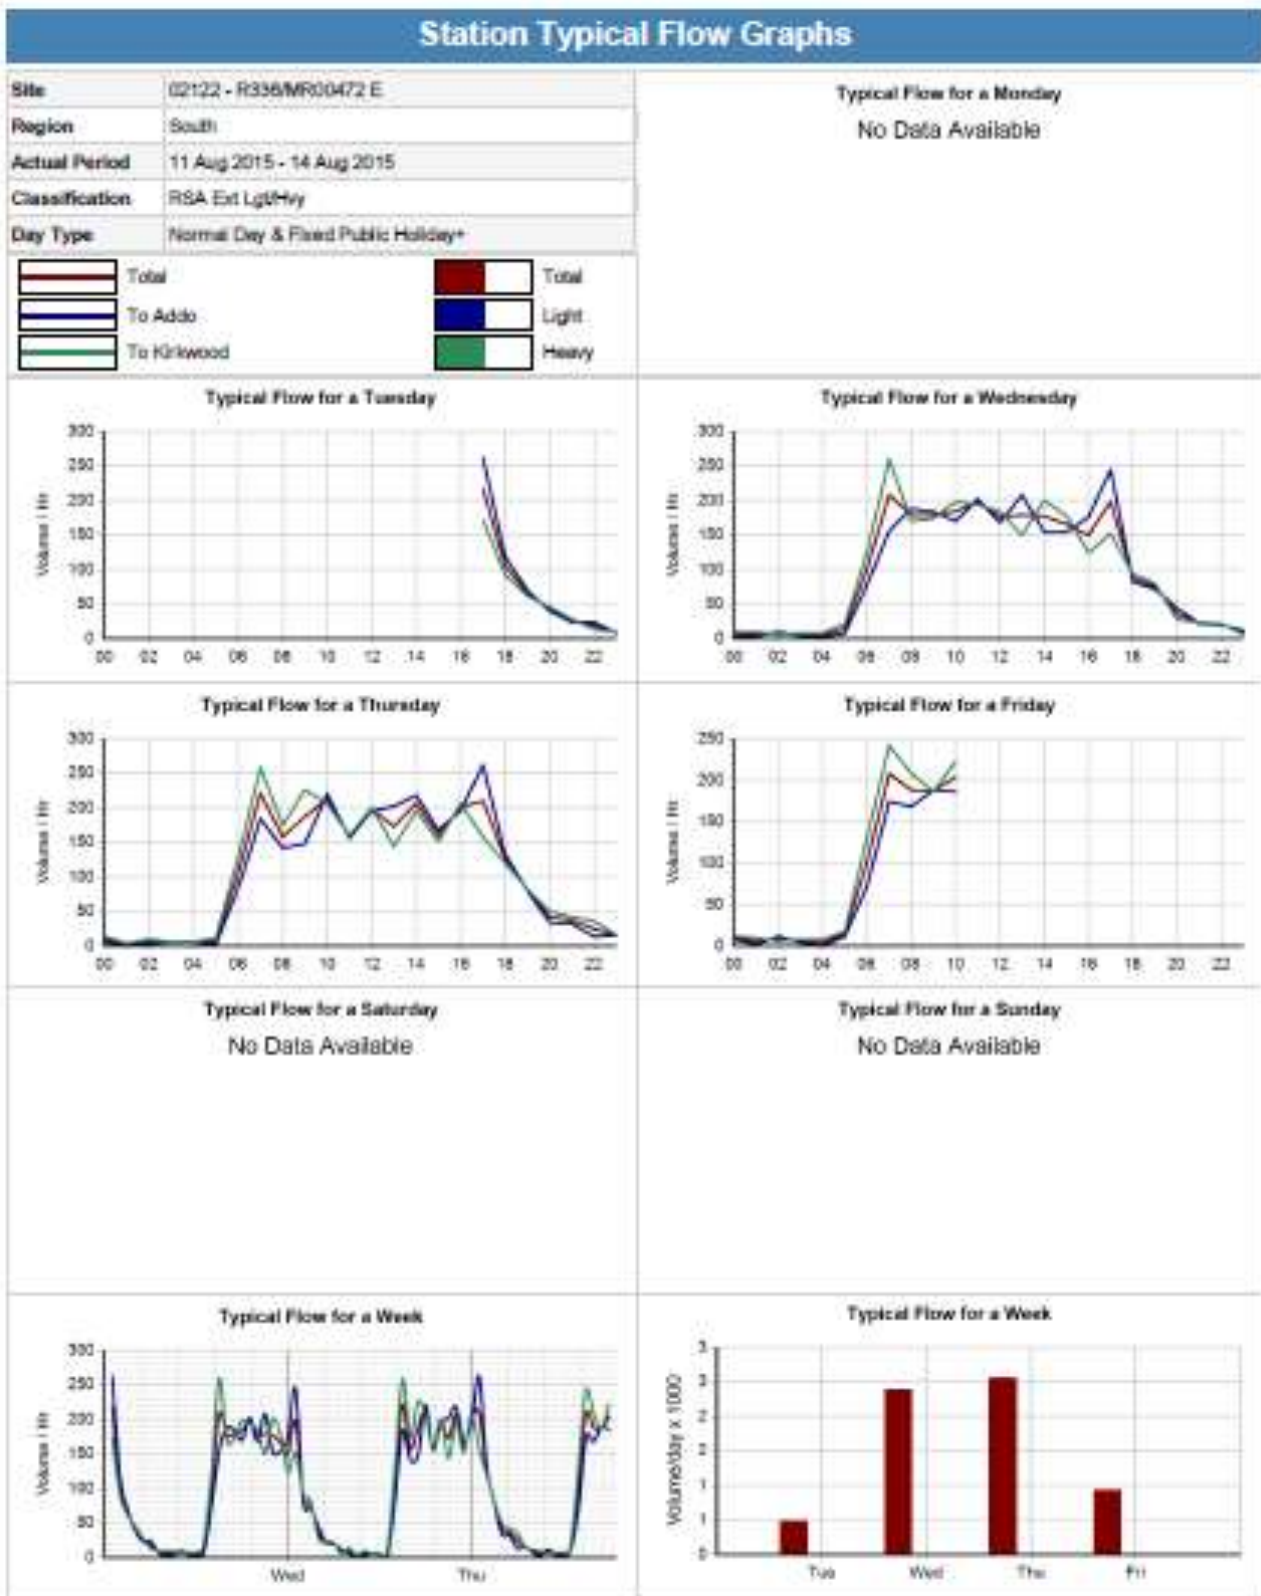 Station Typical Flow Graphs
Site 02122 - R336/MR00472 E
Region South
Actual Period 11 Aug 2015 - 14 Aug 2015
Classification RSA Ext Lgt/Hvy
Day Type Normal Day & Fixed Public Holiday+
Total Total
To Addo Light
To Kirkwood Heavy
Typical Flow for a Monday
No Data Available
Typical Flow for a Tuesday
Volume / Hr
300
250
200
150
100
50
0
00 02 04 06 08 10 12 14 16 18 20 22
Typical Flow for a Wednesday
Volume / Hr
300
250
200
150
100
50
0
00 02 04 06 08 10 12 14 16 18 20 22
Typical Flow for a Thursday
Volume / Hr
300
250
200
150
100
50
0
00 02 04 06 08 10 12 14 16 18 20 22
Typical Flow for a Friday
Volume / Hr
250
200
150
100
50
0
00 02 04 06 08 10 12 14 16 18 20 22
Typical Flow for a Saturday
No Data Available
Typical Flow for a Sunday
No Data Available
Typical Flow for a Week
Volume / Hr
300
250
200
150
100
50
0
Wed Thu
Typical Flow for a Week
Volume/day x 1000
3
3
2
2
1
1
0
Tue Wed Thu Fri